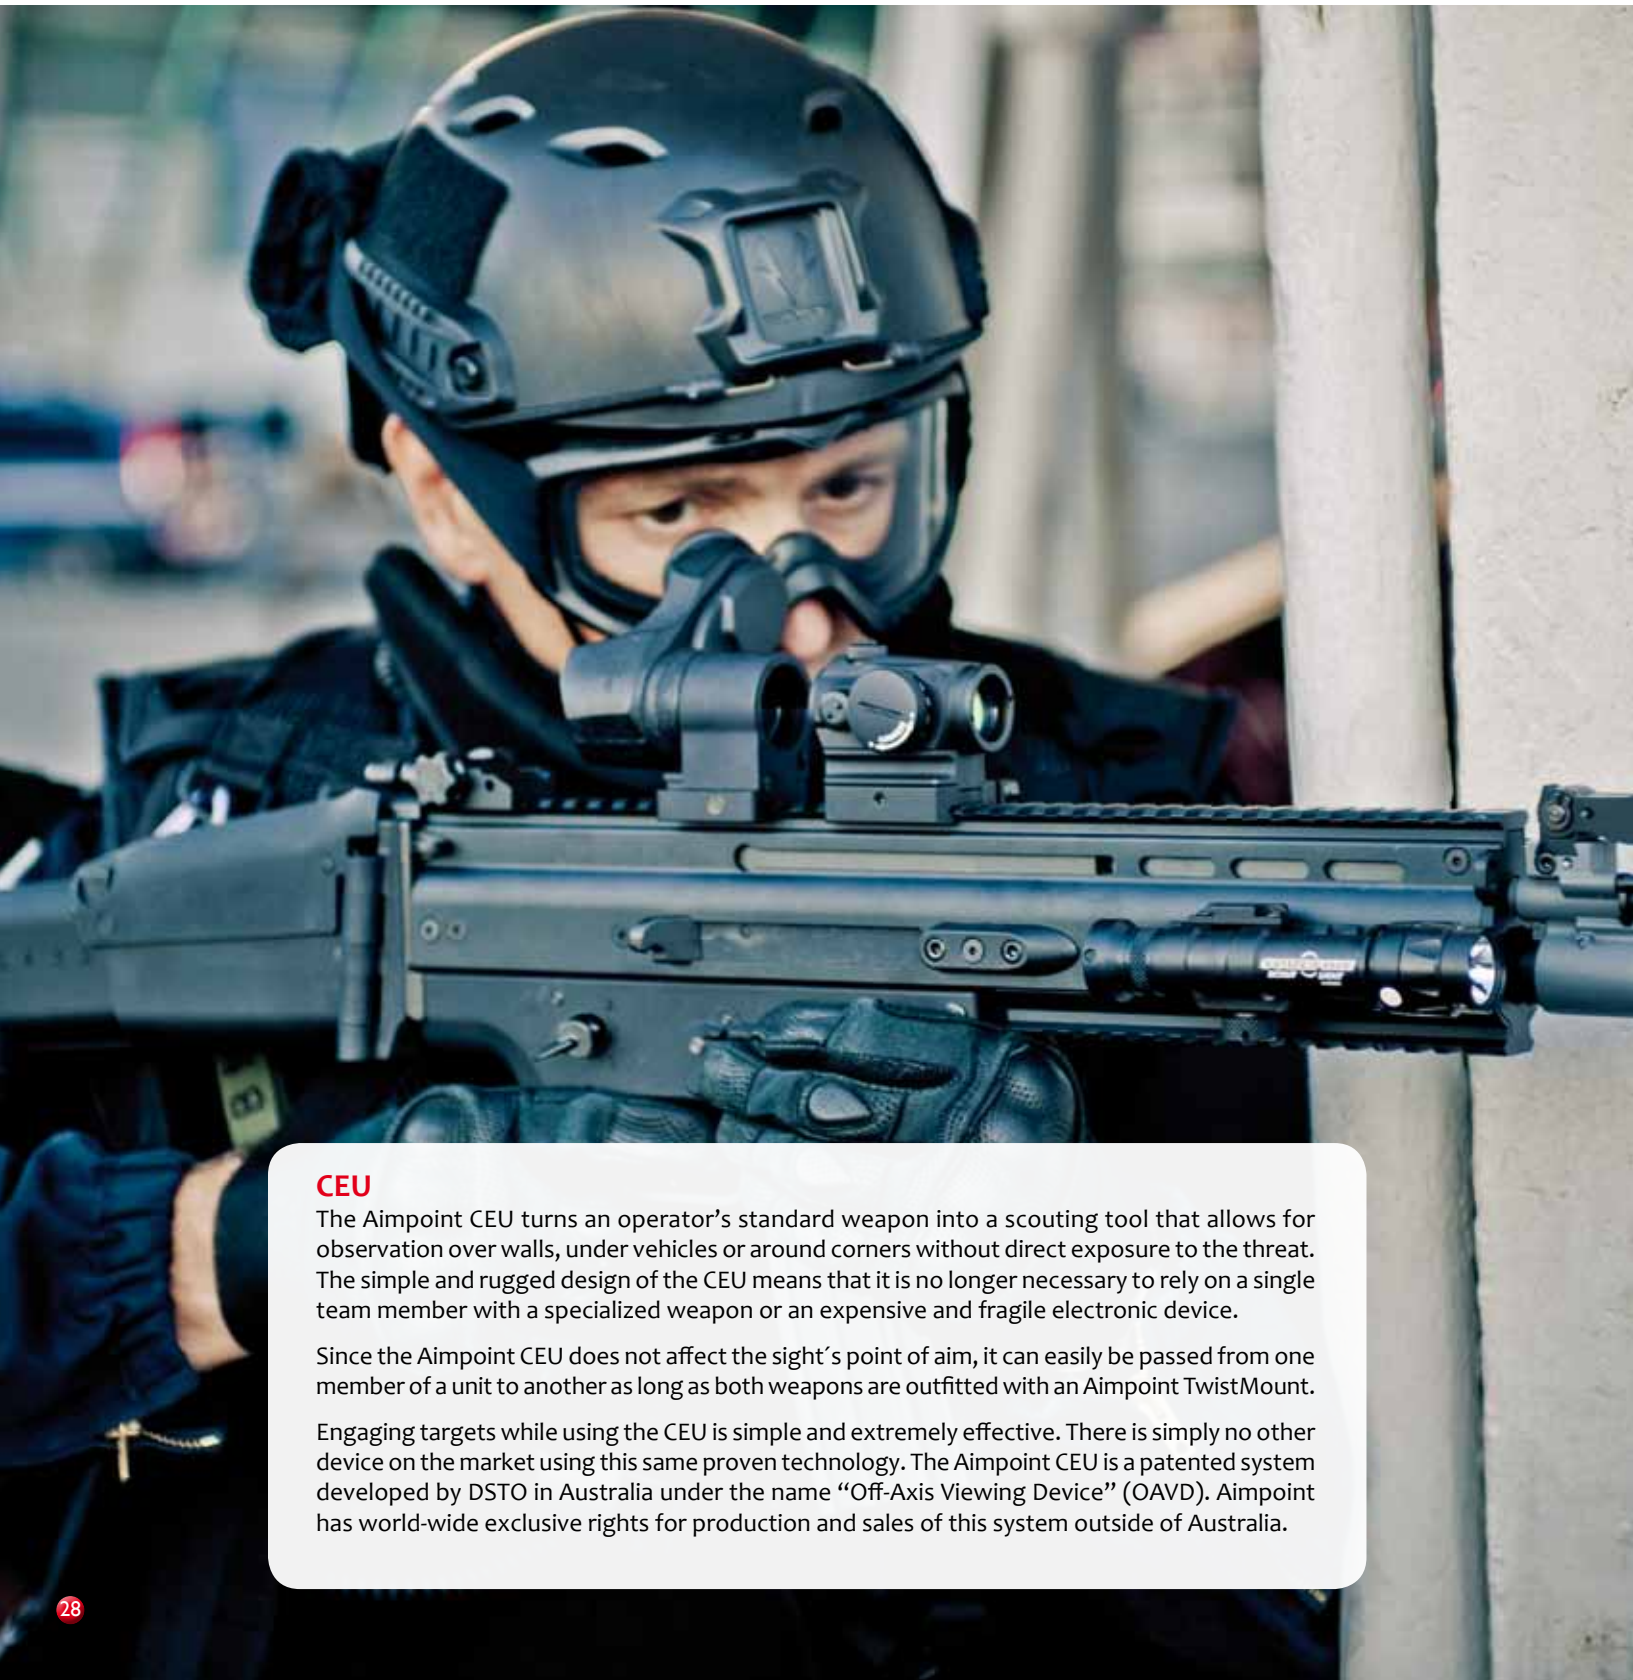 CEU
The Aimpoint CEU turns an operator’s standard weapon into a scouting tool that allows for
observation over walls, under vehicles or around corners without direct exposure to the threat.
The simple and rugged design of the CEU means that it is no longer necessary to rely on a single
team member with a specialized weapon or an expensive and fragile electronic device.
Since the Aimpoint CEU does not affect the sight´s point of aim, it can easily be passed from one
member of a unit to another as long as both weapons are outfitted with an Aimpoint TwistMount.
Engaging targets while using the CEU is simple and extremely effective. There is simply no other
device on the market using this same proven technology. The Aimpoint CEU is a patented system
developed by DSTO in Australia under the name “Off-Axis Viewing Device” (OAVD). Aimpoint
has world-wide exclusive rights for production and sales of this system outside of Australia.
28